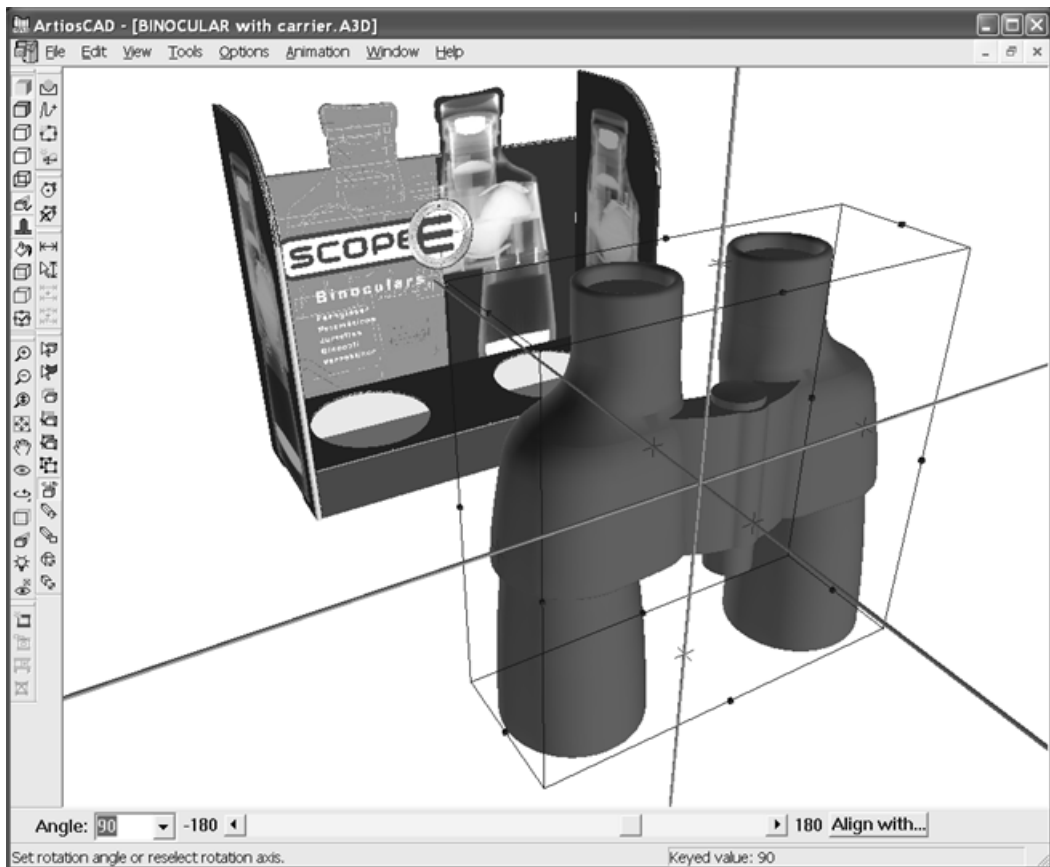 ArtiosCAD - [BINOCULAR with carrier.A3D]
File Edit View Tools Options Animation Window Help
SCOPE
Binoculars
Angle: 90 -180 180 Align with...
Set rotation angle or reselect rotation axis. Keyed value: 90